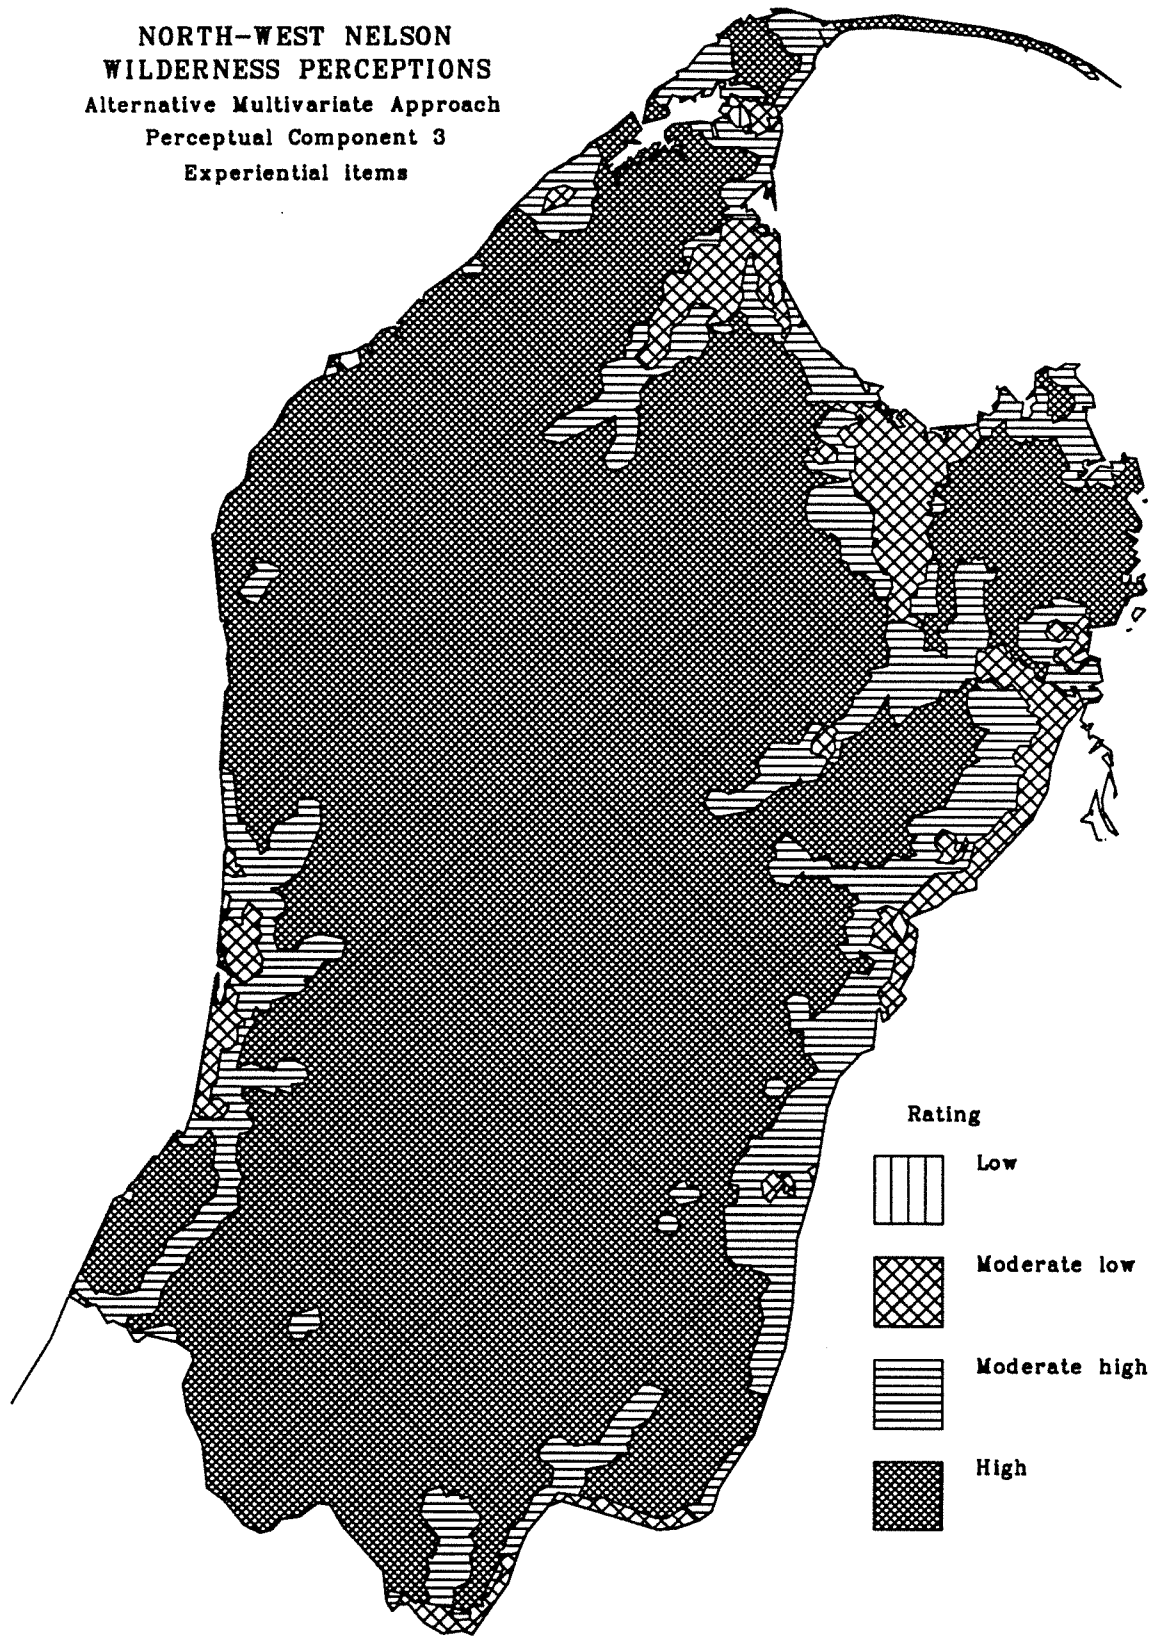 NORTH-WEST NELSON
WILDERNESS PERCEPTIONS
Alternative Multivariate Approach
Perceptual Component 3
Experiential items
Rating
Low
Moderate low
Moderate high
High